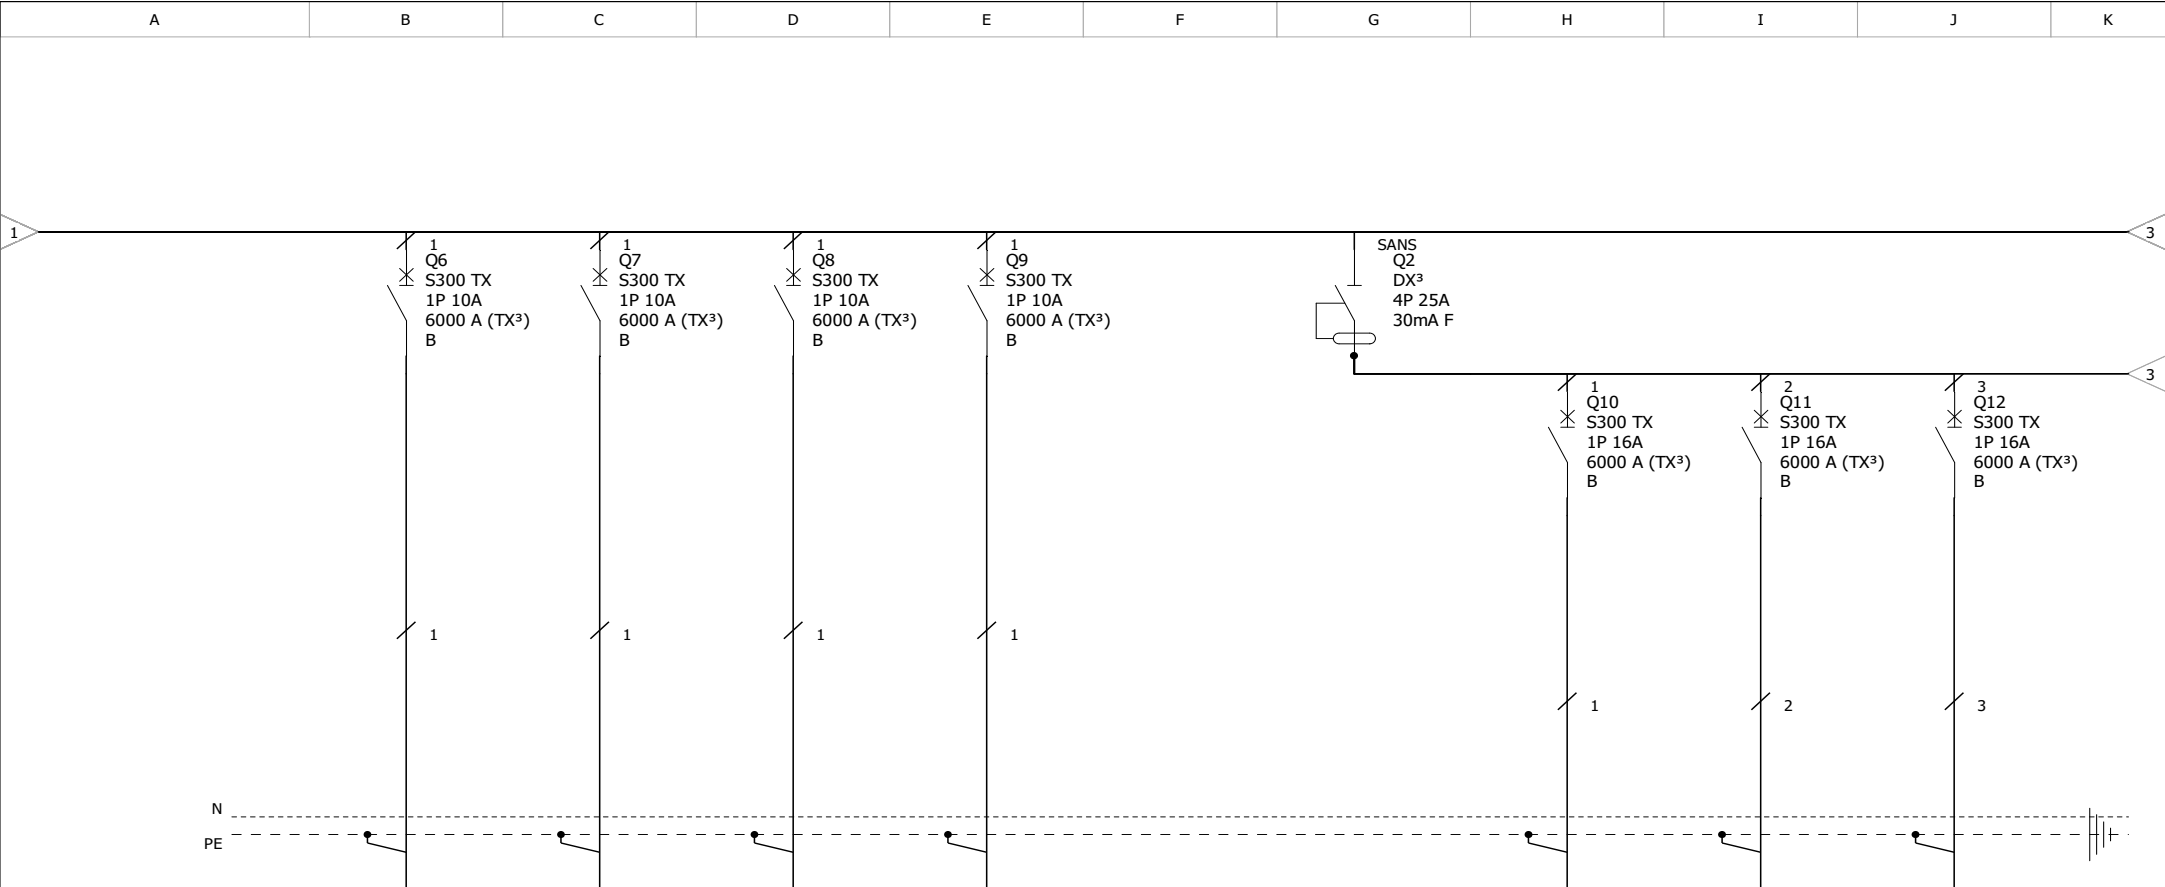 A B C D E F G H I J K
1 3
1 1 1 1 SANS
Q6 Q7 Q8 Q9 Q2
S300 TX S300 TX S300 TX S300 TX DX³
1P 10A 1P 10A 1P 10A 1P 10A 4P 25A
6000 A (TX³) 6000 A (TX³) 6000 A (TX³) 6000 A (TX³) 30mA F
B B B B
3
1 2 3
Q10 Q11 Q12
S300 TX S300 TX S300 TX
1P 16A 1P 16A 1P 16A
6000 A (TX³) 6000 A (TX³) 6000 A (TX³)
B B B
1 1 1 1
1 2 3
N
PE